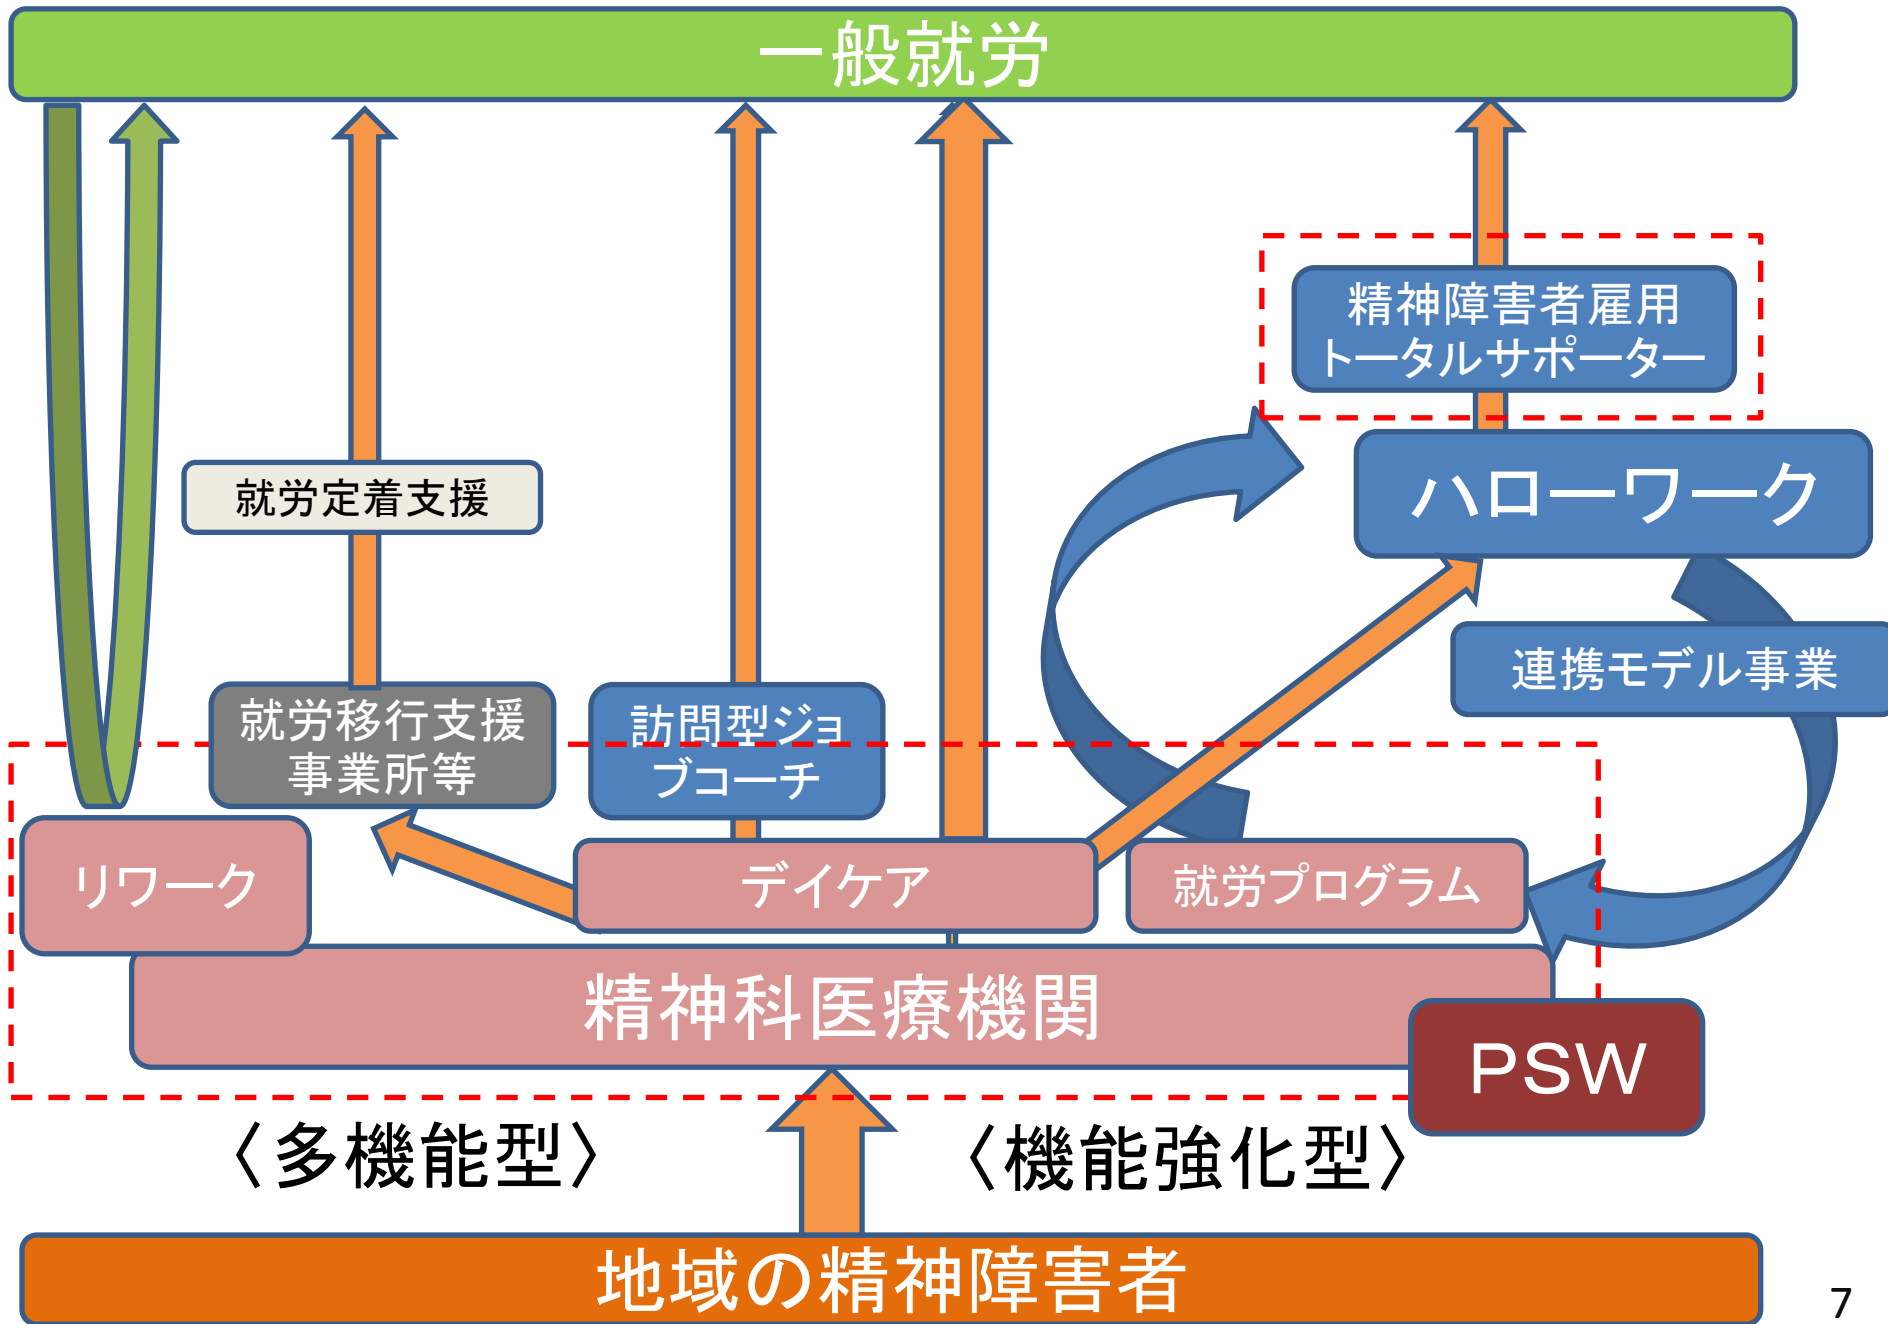 一般就労
精神障害者雇用
トータルサポーター
ハローワーク
就労定着支援
連携モデル事業
就労移行支援
事業所等
訪問型ジョ
ブコーチ
リワーク
デイケア
就労プログラム
精神科医療機関
PSW
〈多機能型〉
〈機能強化型〉
地域の精神障害者
7